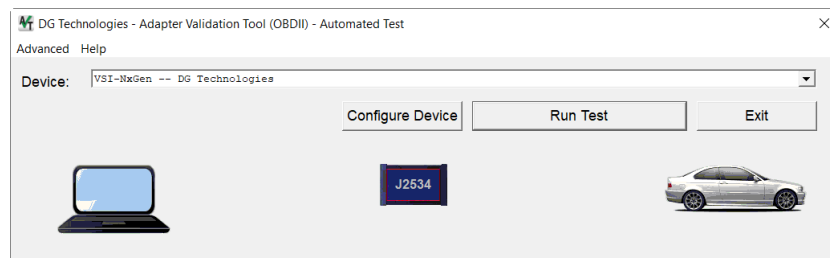 DG Technologies - Adapter Validation Tool (OBDII) - Automated Test
Advanced Help
Device: VSI-NxGen -- DG Technologies
Configure Device Run Test Exit
J2534